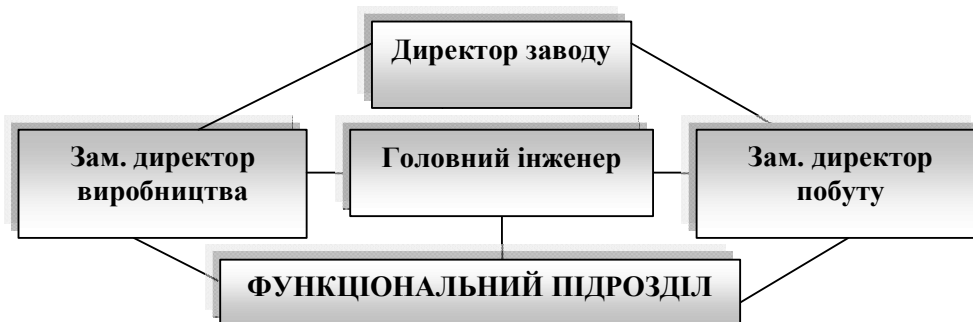 Директор заводу
Зам. директор
виробництва
Головний інженер
Зам. директор
побуту
ФУНКЦІОНАЛЬНИЙ ПІДРОЗДІЛ